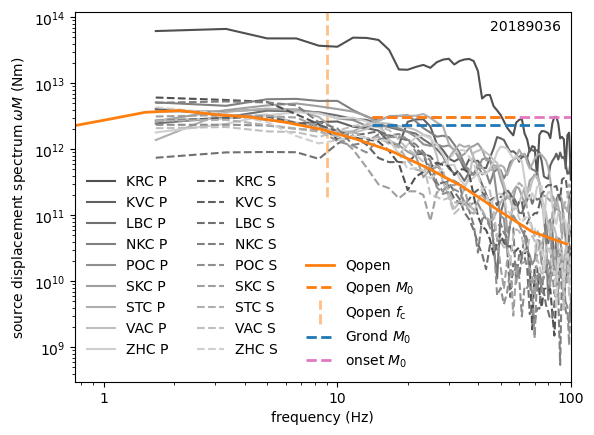 20189036
source displacement spectrum ωM (Nm)
10¹⁴
10¹³
10¹²
10¹¹
10¹⁰
10⁹
KRC P
KVC P
LBC P
NKC P
POC P
SKC P
STC P
VAC P
ZHC P
KRC S
KVC S
LBC S
NKC S
POC S
SKC S
STC S
VAC S
ZHC S
Qopen
Qopen M₀
Qopen f_c
Grond M₀
onset M₀
1 10 100
frequency (Hz)